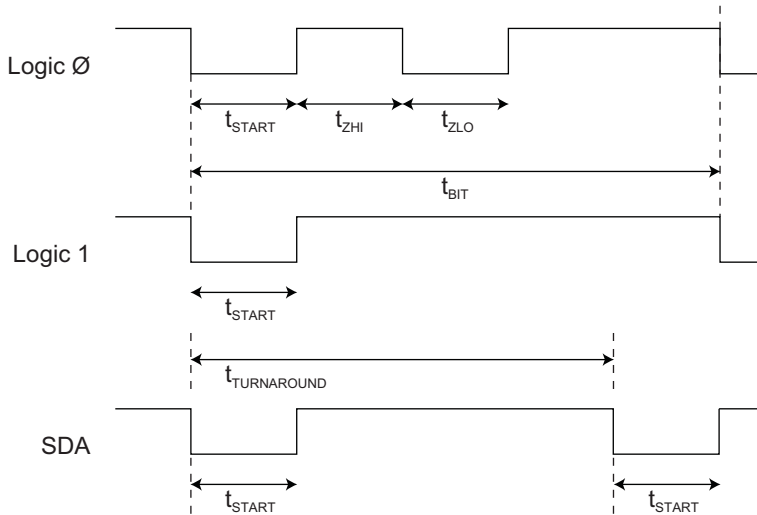 Logic Ø
tSTART tZHI tZLO
tBIT
Logic 1
tSTART
tTURNAROUND
SDA
tSTART tSTART